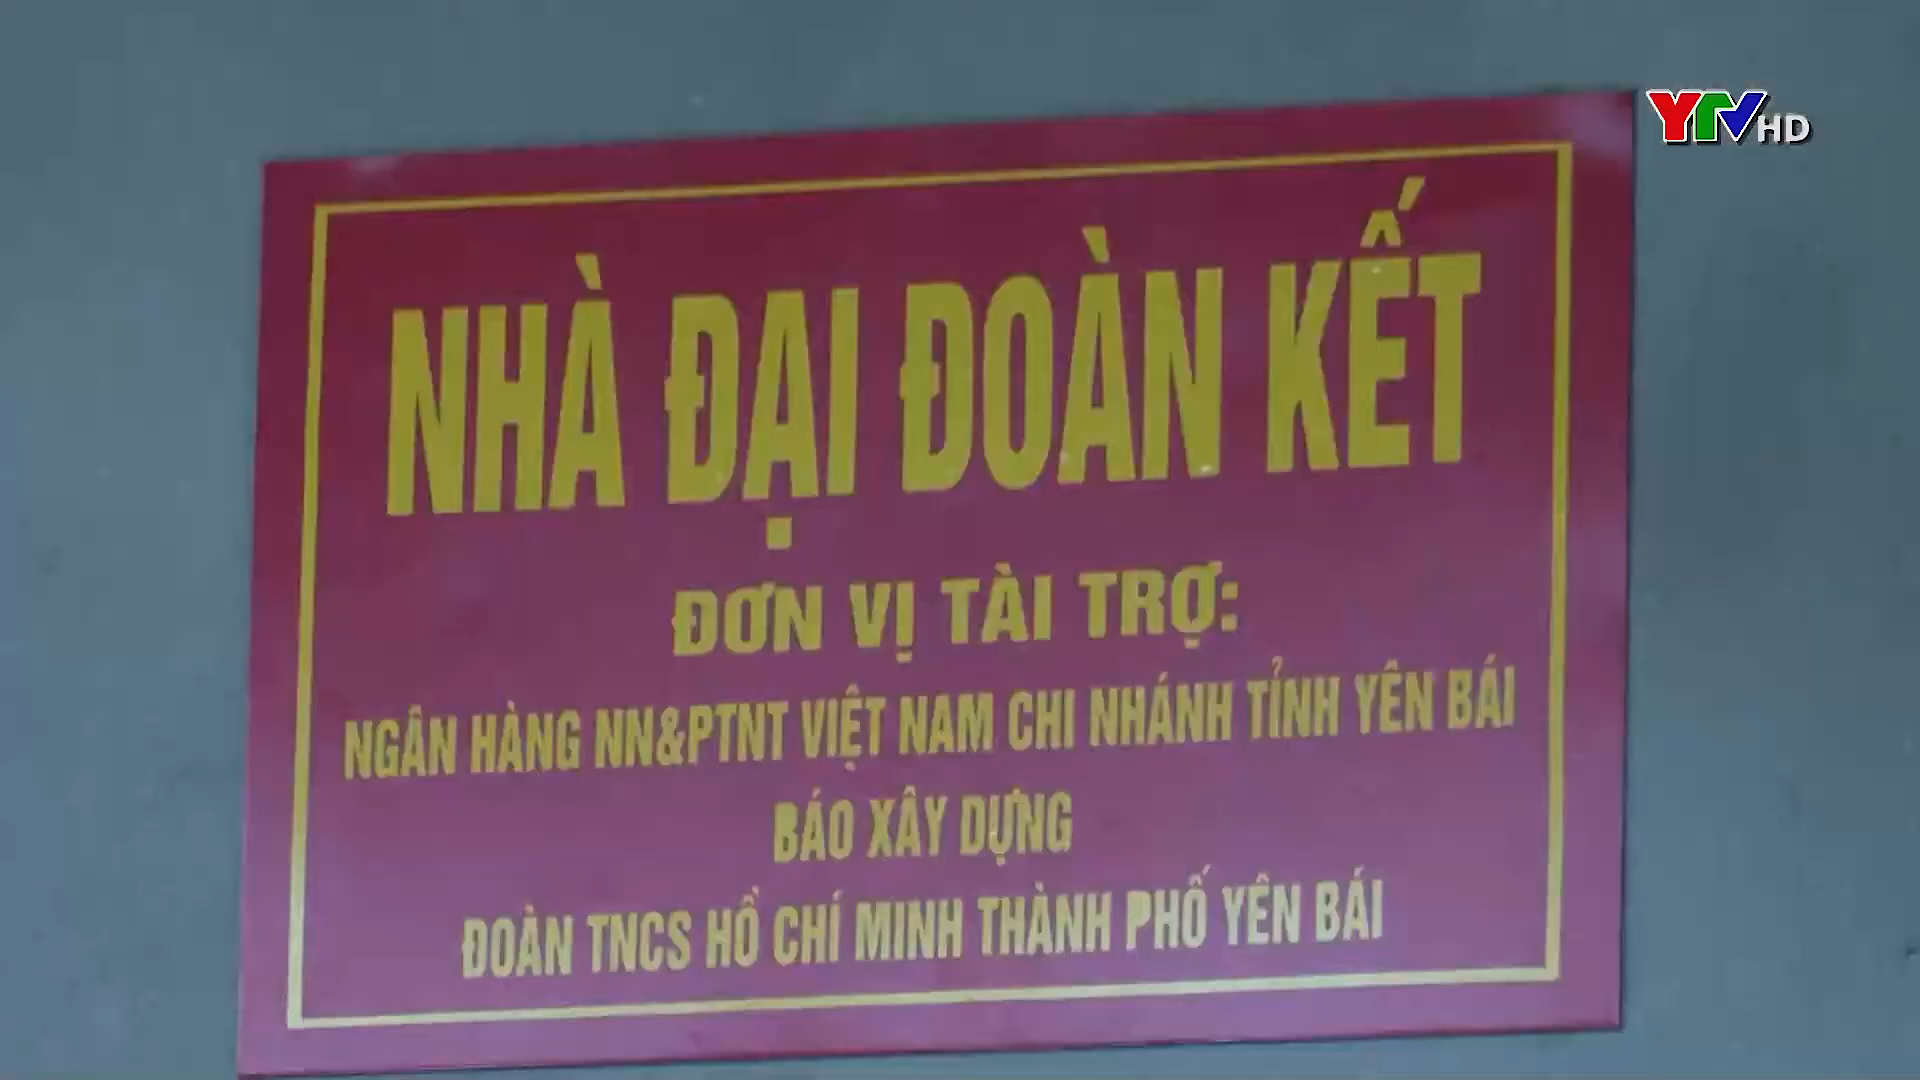 YTV HD
NHÀ ĐẠI ĐOÀN KẾT
ĐƠN VỊ TÀI TRỢ:
NGÂN HÀNG NN&PTNT VIỆT NAM CHI NHÁNH TỈNH YÊN BÁI
BÁO XÂY DỰNG
ĐOÀN TNCS HỒ CHÍ MINH THÀNH PHỐ YÊN BÁI